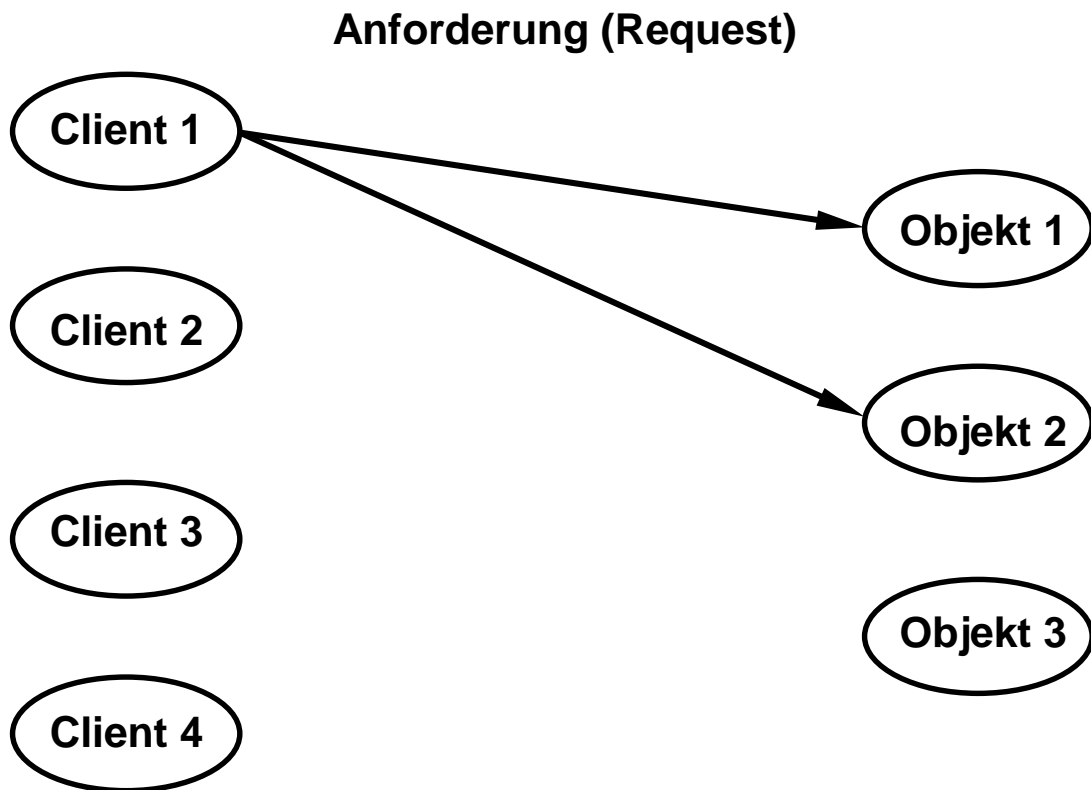 Anforderung (Request)
Client 1
Objekt 1
Client 2
Objekt 2
Client 3
Objekt 3
Client 4